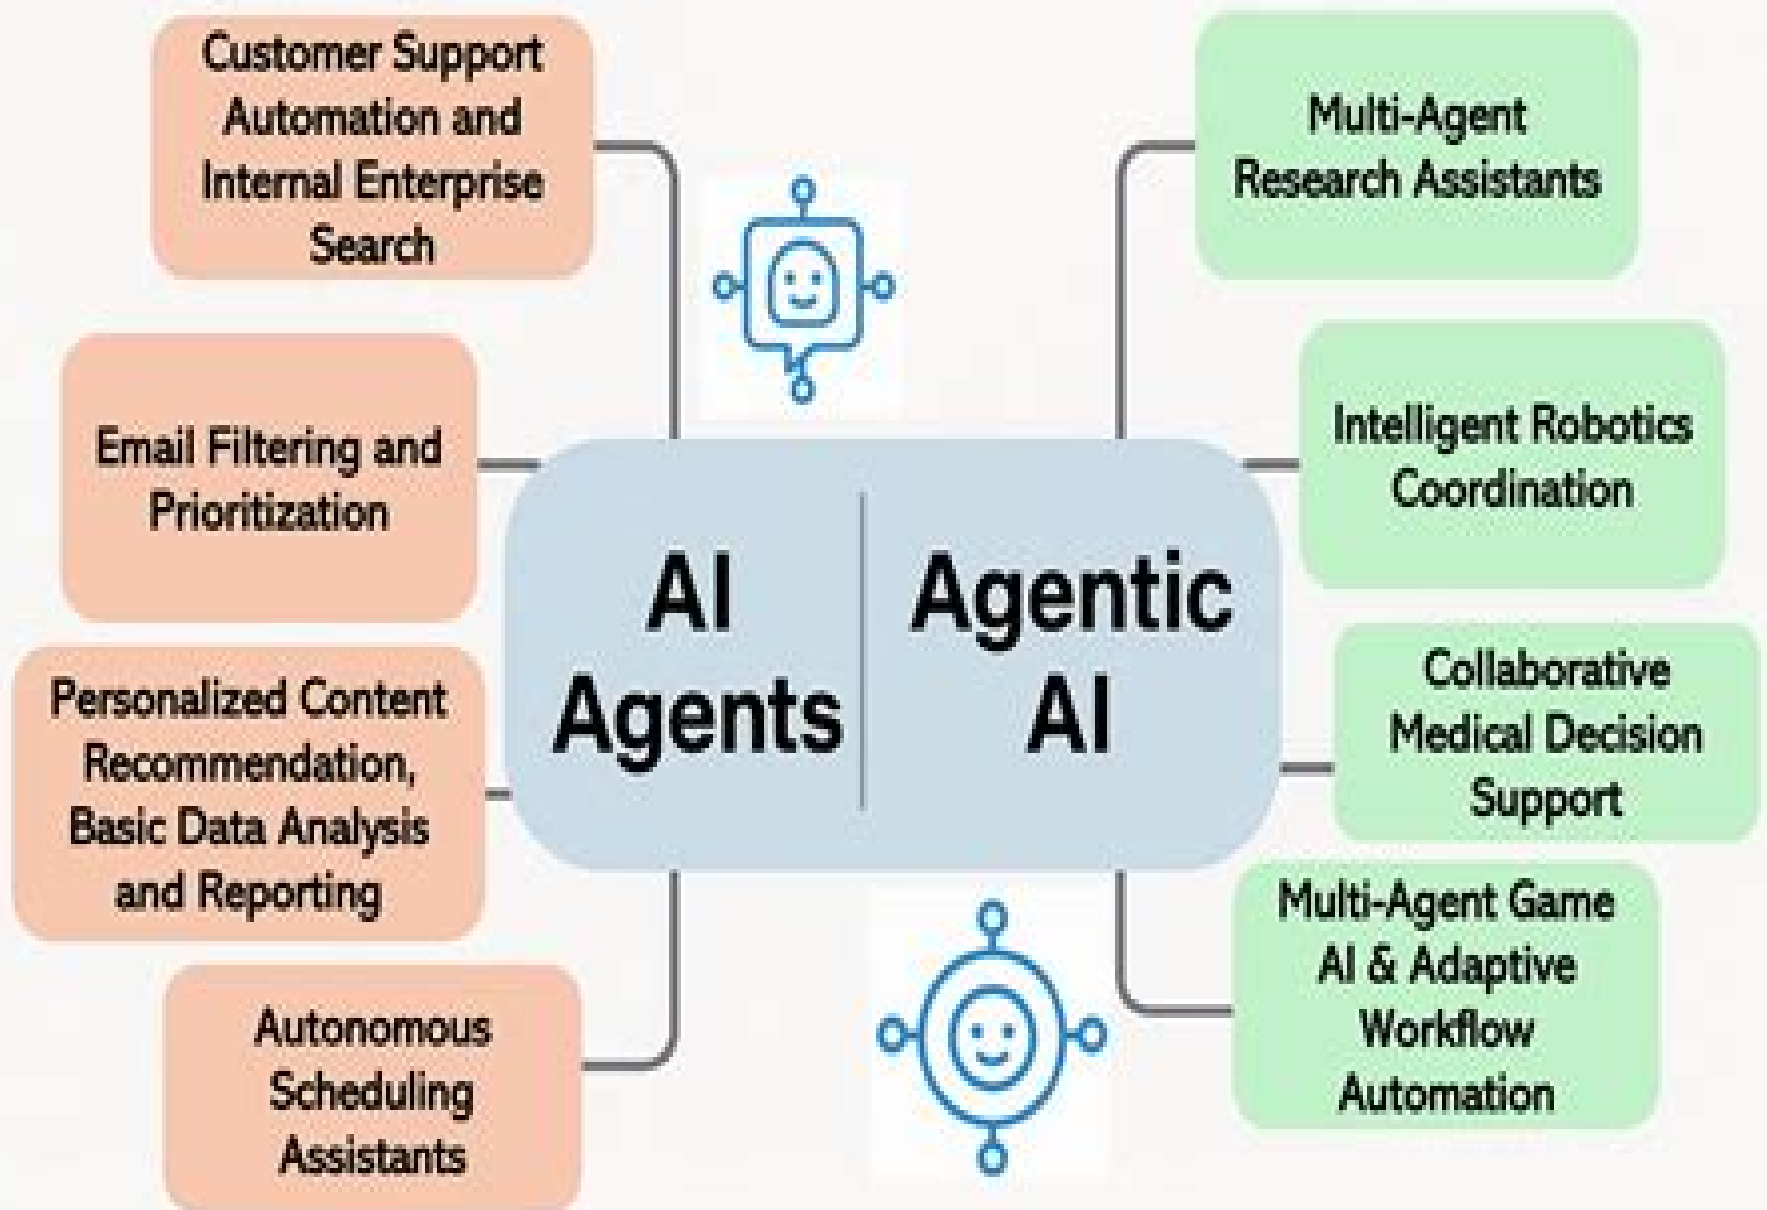 Customer Support
Automation and
Internal Enterprise
Search
Email Filtering and
Prioritization
Personalized Content
Recommendation,
Basic Data Analysis
and Reporting
Autonomous
Scheduling
Assistants
AI
Agents
Agentic
AI
Multi-Agent
Research Assistants
Intelligent Robotics
Coordination
Collaborative
Medical Decision
Support
Multi-Agent Game
AI & Adaptive
Workflow
Automation